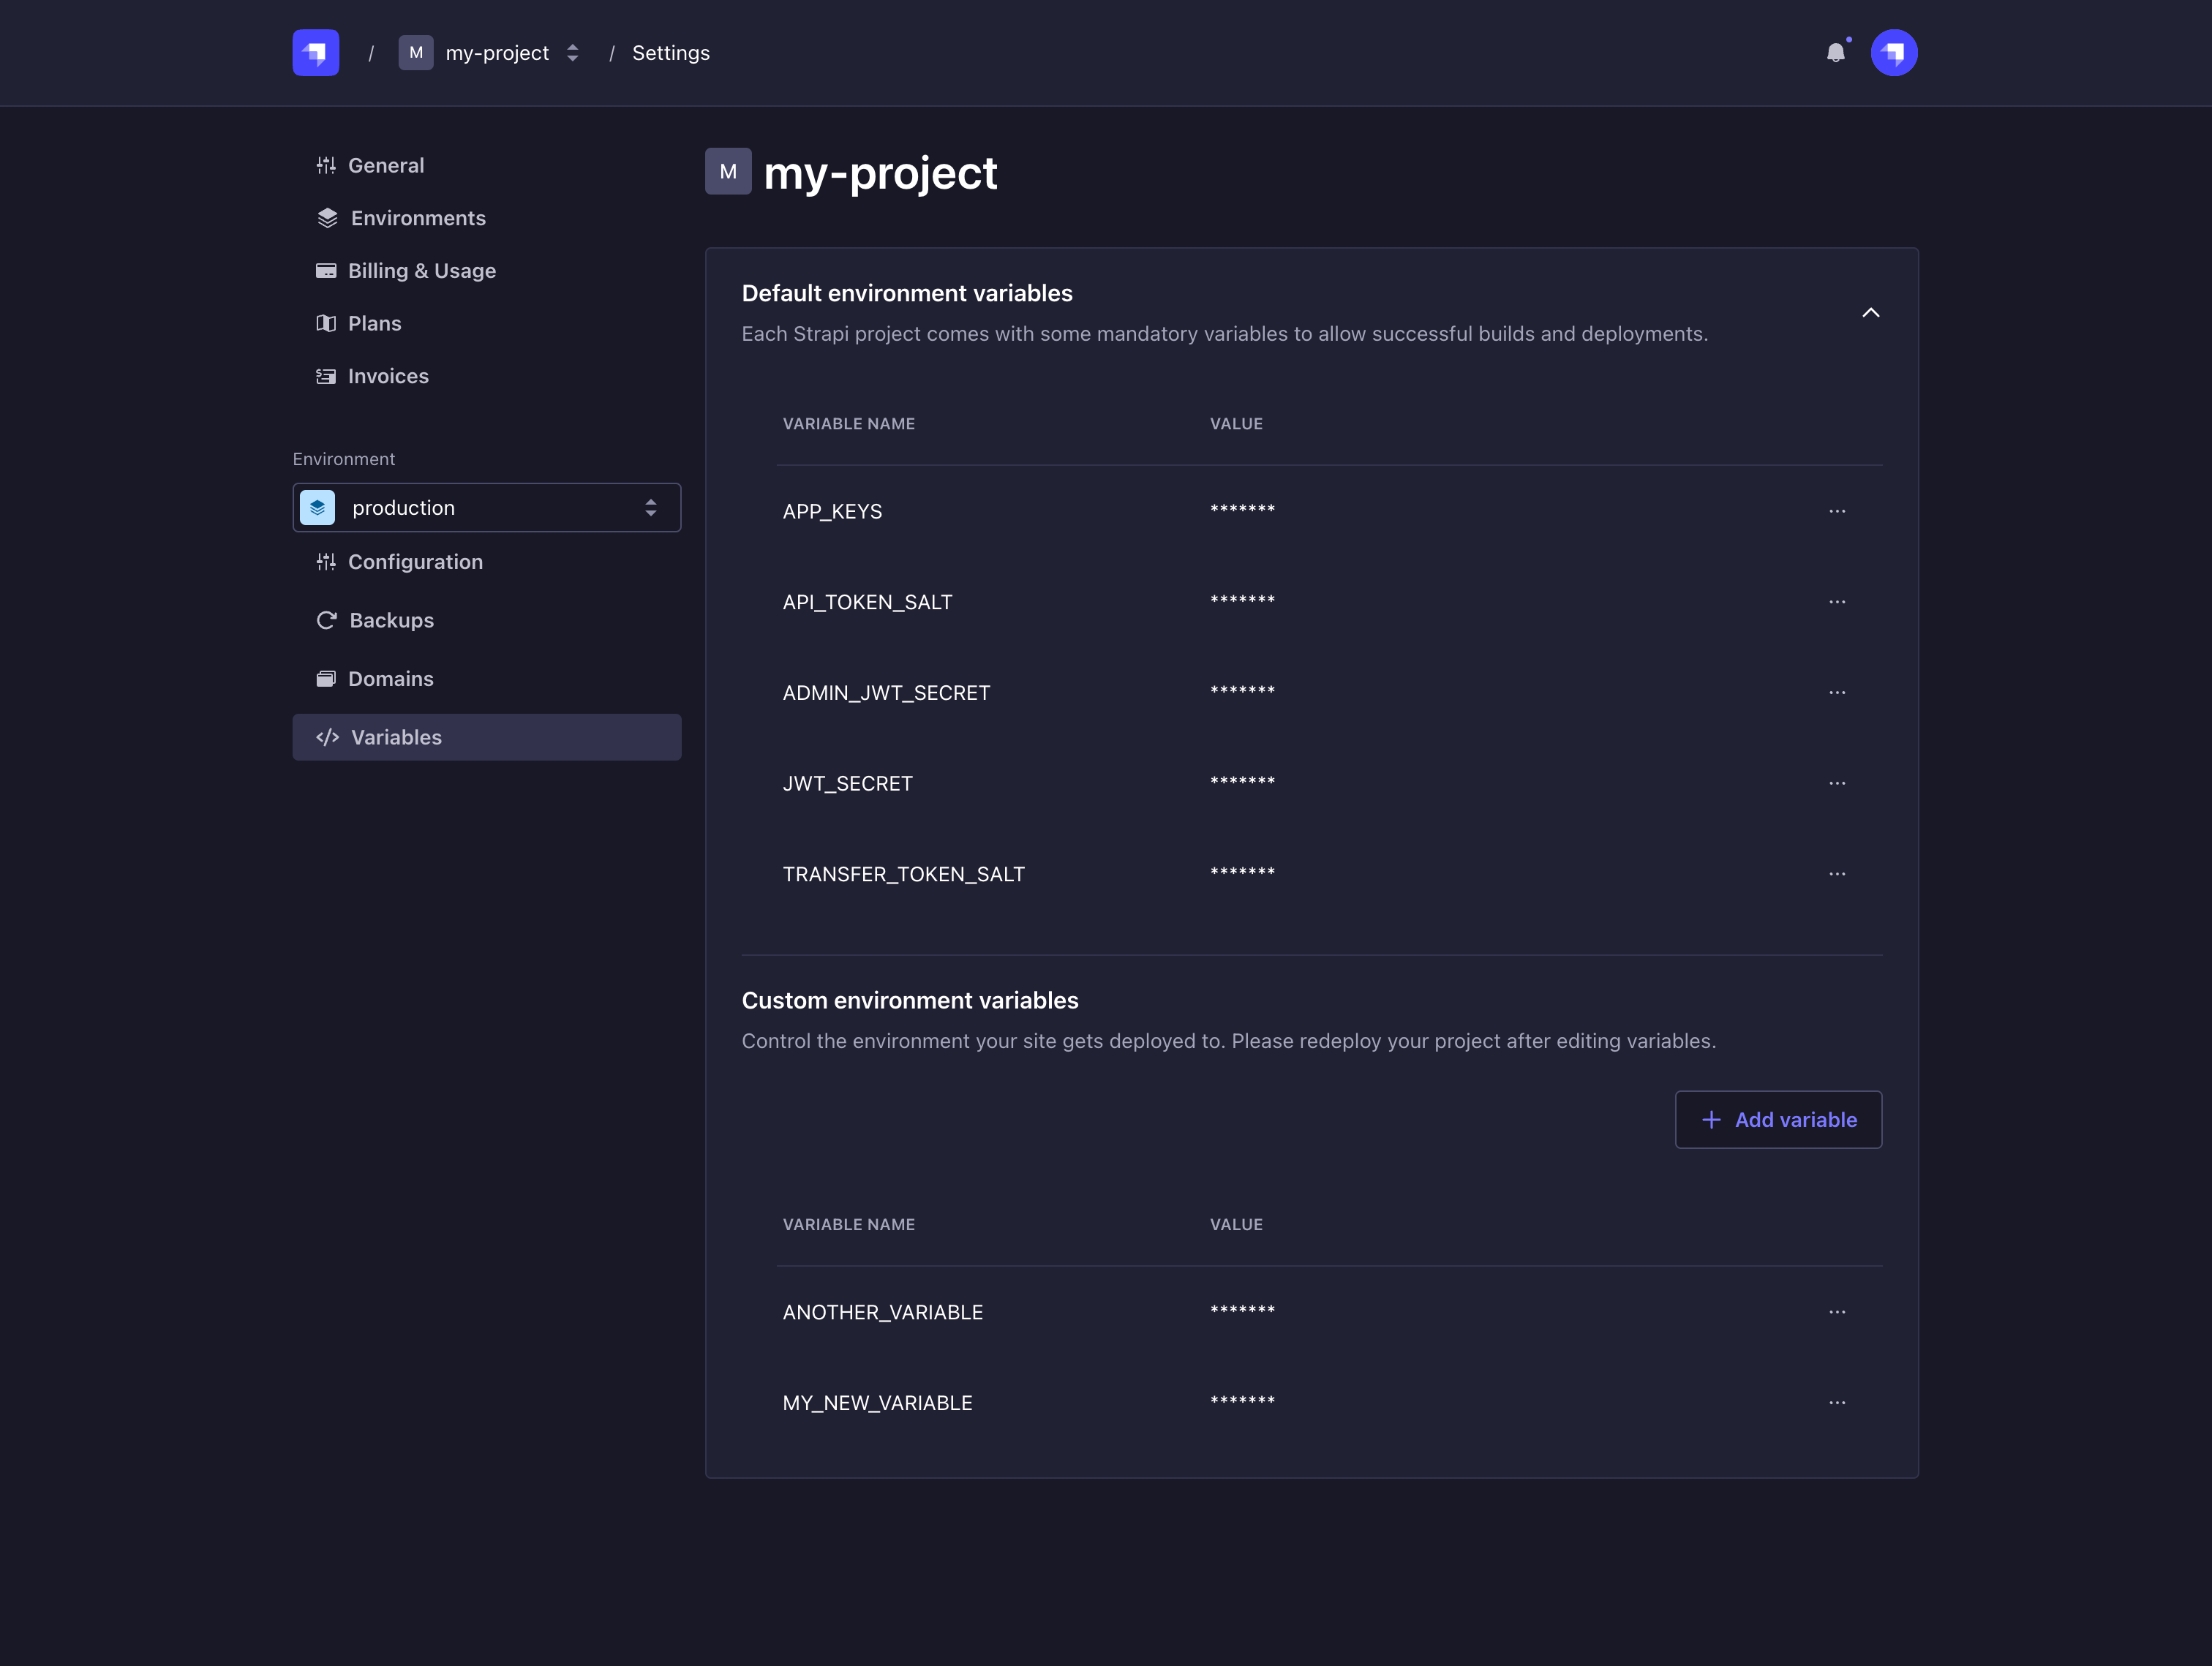 / M my-project / Settings
General
Environments
Billing & Usage
Plans
Invoices
Environment
production
Configuration
Backups
Domains
Variables
M my-project
Default environment variables
Each Strapi project comes with some mandatory variables to allow successful builds and deployments.
VARIABLE NAME VALUE
APP_KEYS *******
API_TOKEN_SALT *******
ADMIN_JWT_SECRET *******
JWT_SECRET *******
TRANSFER_TOKEN_SALT *******
Custom environment variables
Control the environment your site gets deployed to. Please redeploy your project after editing variables.
Add variable
VARIABLE NAME VALUE
ANOTHER_VARIABLE *******
MY_NEW_VARIABLE *******